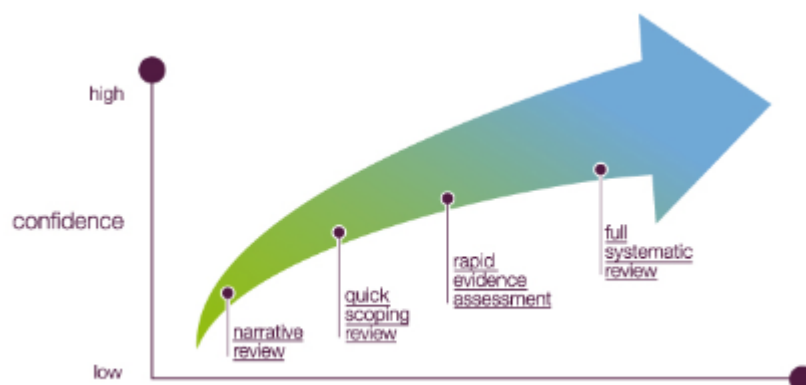 high
confidence
low
narrative
review
quick
scoping
review
rapid
evidence
assessment
full
systematic
review